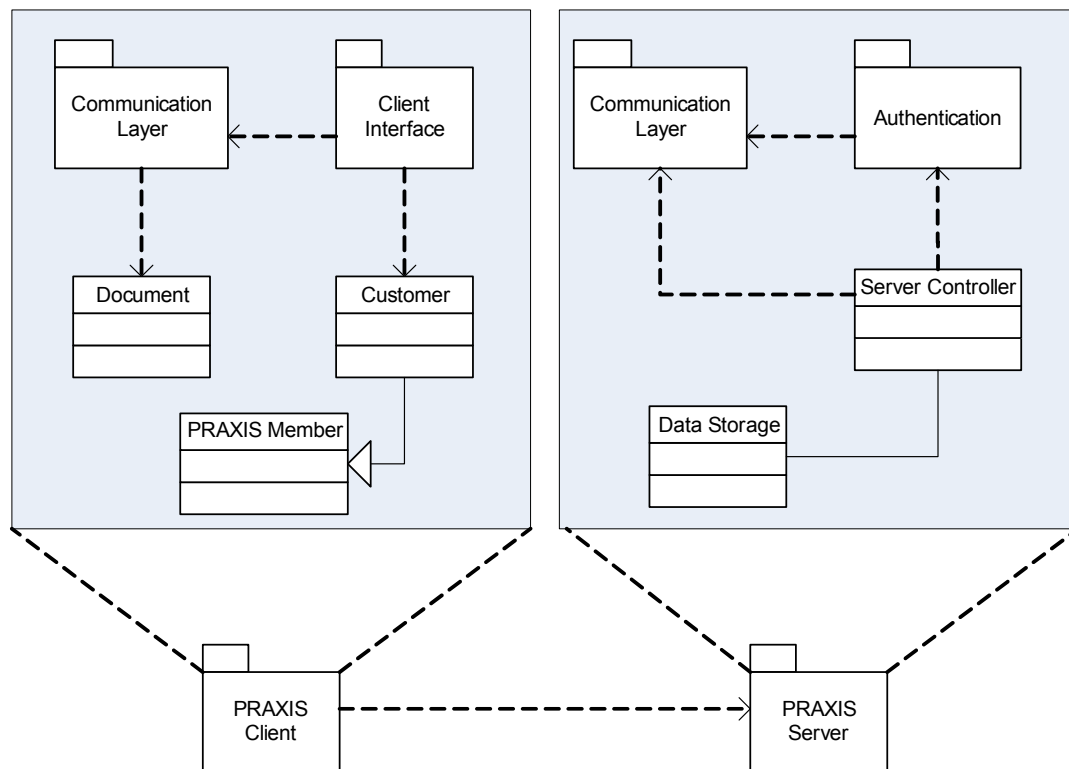 Communication
Layer
Client
Interface
Document
Customer
PRAXIS Member
Communication
Layer
Authentication
Server Controller
Data Storage
PRAXIS
Client
PRAXIS
Server